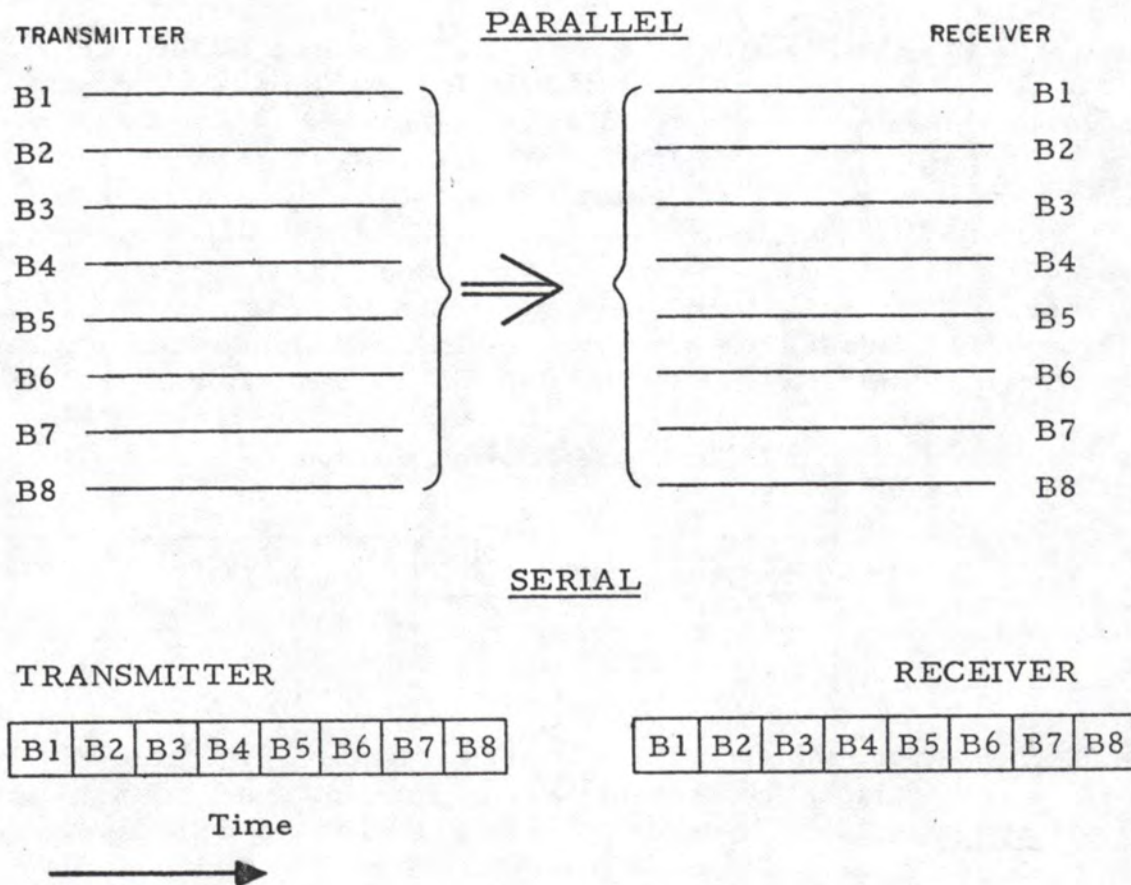 PARALLEL
TRANSMITTER RECEIVER
B1 B1
B2 B2
B3 B3
B4 B4
B5 B5
B6 B6
B7 B7
B8 B8
SERIAL
TRANSMITTER RECEIVER
B1 B2 B3 B4 B5 B6 B7 B8 B1 B2 B3 B4 B5 B6 B7 B8
Time